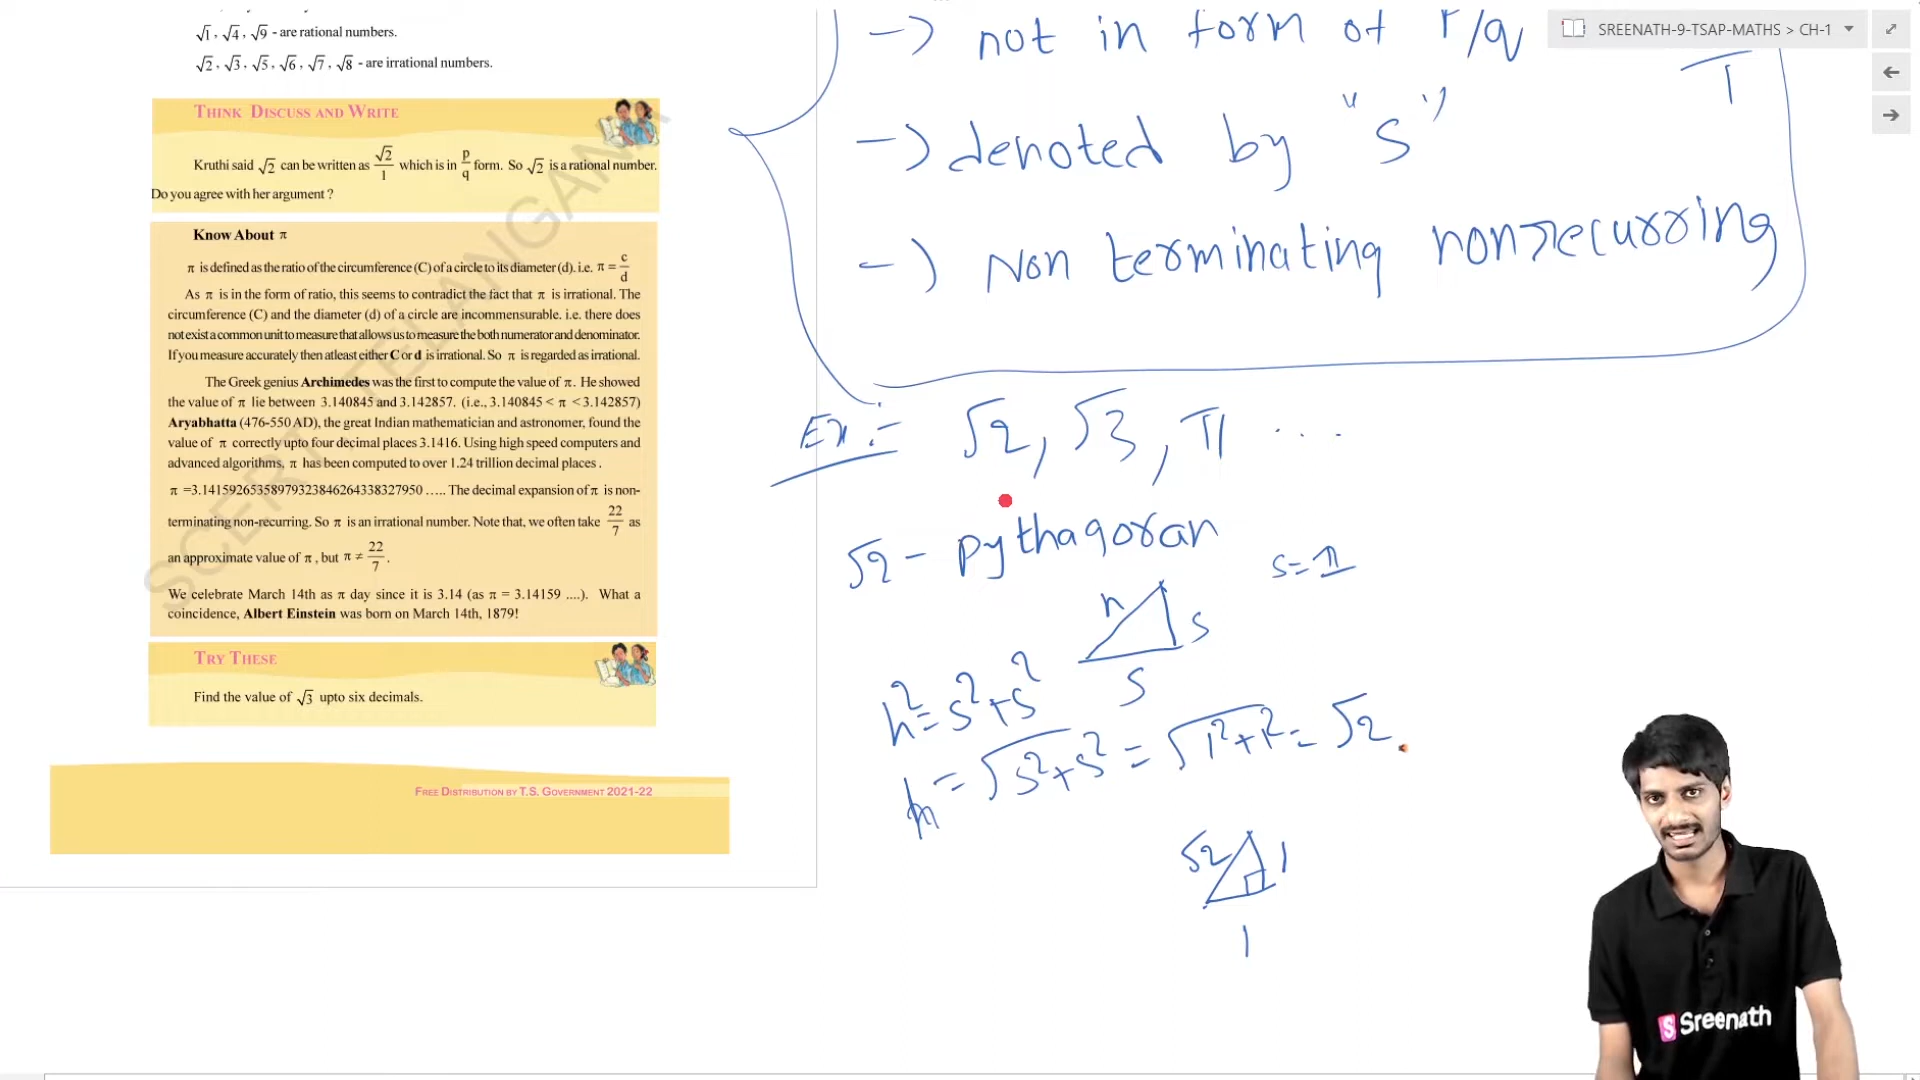 √1 , √4 , √9 - are rational numbers.
√2 , √3 , √5 , √6 , √7 , √8 - are irrational numbers.
THINK DISCUSS AND WRITE
Kruthi said √2 can be written as √2/1 which is in p/q form. So √2 is a rational number.
Do you agree with her argument ?
Know About π
π is defined as the ratio of the circumference (C) of a circle to its diameter (d). i.e. π = c/d
As π is in the form of ratio, this seems to contradict the fact that π is irrational. The
circumference (C) and the diameter (d) of a circle are incommensurable. i.e. there does
not exist a common unit to measure that allows us to measure the both numerator and denominator.
If you measure accurately then atleast either C or d is irrational. So π is regarded as irrational.
The Greek genius Archimedes was the first to compute the value of π. He showed
the value of π lie between 3.140845 and 3.142857. (i.e., 3.140845 < π < 3.142857)
Aryabhatta (476-550 AD), the great Indian mathematician and astronomer, found the
value of π correctly upto four decimal places 3.1416. Using high speed computers and
advanced algorithms, π has been computed to over 1.24 trillion decimal places .
π =3.14159265358979323846264338327950 ..... The decimal expansion of π is non-
terminating non-recurring. So π is an irrational number. Note that, we often take 22/7 as
an approximate value of π , but π ≠ 22/7 .
We celebrate March 14th as π day since it is 3.14 (as π = 3.14159 ....). What a
coincidence, Albert Einstein was born on March 14th, 1879!
TRY THESE
Find the value of √3 upto six decimals.
FREE DISTRIBUTION BY T.S. GOVERNMENT 2021-22
SCERT TELANGANA
-> not in form of P/q
-> denoted by "S"
-> Non terminating non recurring
Ex :- √2, √3, π ....
√2 - pythagoran
s=1
h
s
s
h²=s²+s²
h = √s²+s² = √1²+1² = √2.
√2
1
1
SREENATH-9-TSAP-MATHS > CH-1
S Sreenath